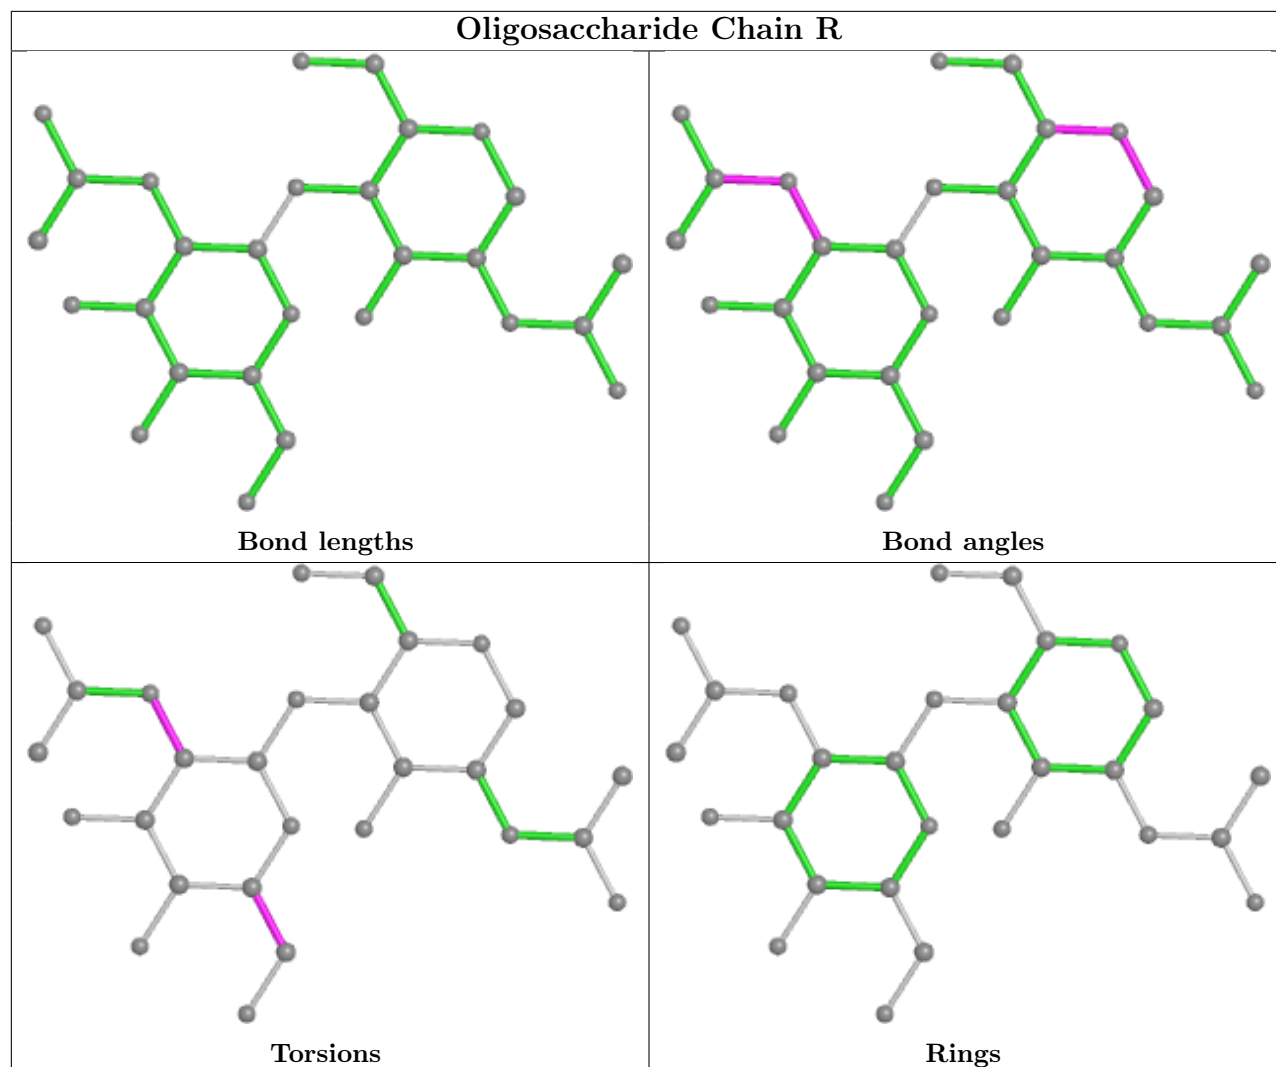 Oligosaccharide Chain R
Bond lengths
Bond angles
Torsions
Rings